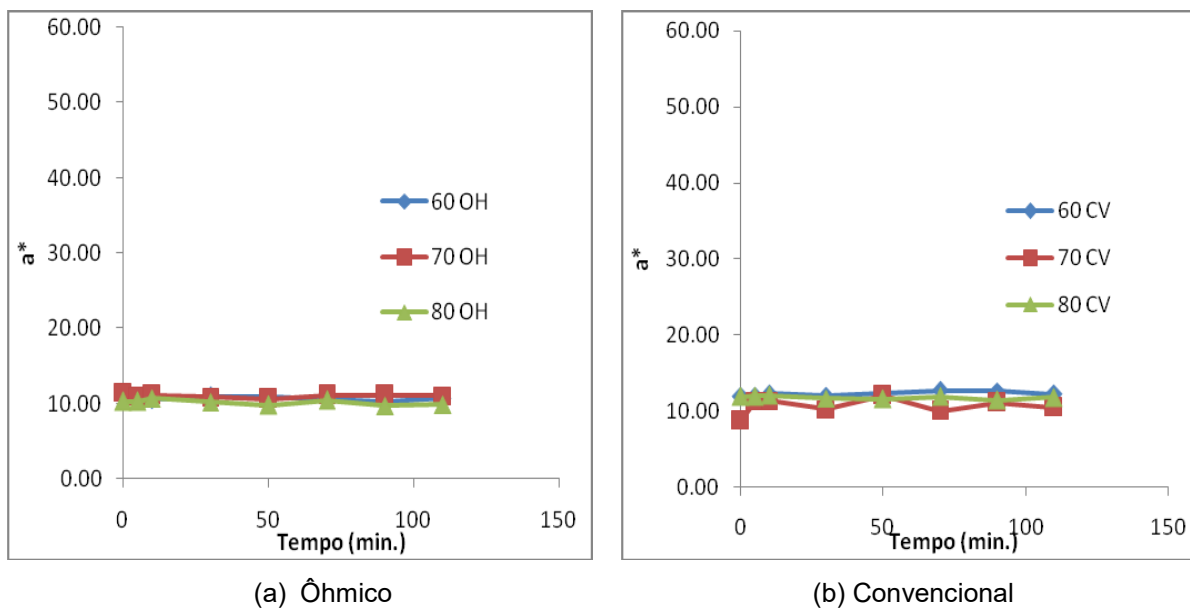 60.00
50.00
40.00
30.00
20.00
10.00
0.00
a*
60 OH
70 OH
80 OH
0
50
100
150
Tempo (min.)
60.00
50.00
40.00
30.00
20.00
10.00
0.00
a*
60 CV
70 CV
80 CV
0
50
100
150
Tempo (min.)
(a) Ôhmico
(b) Convencional